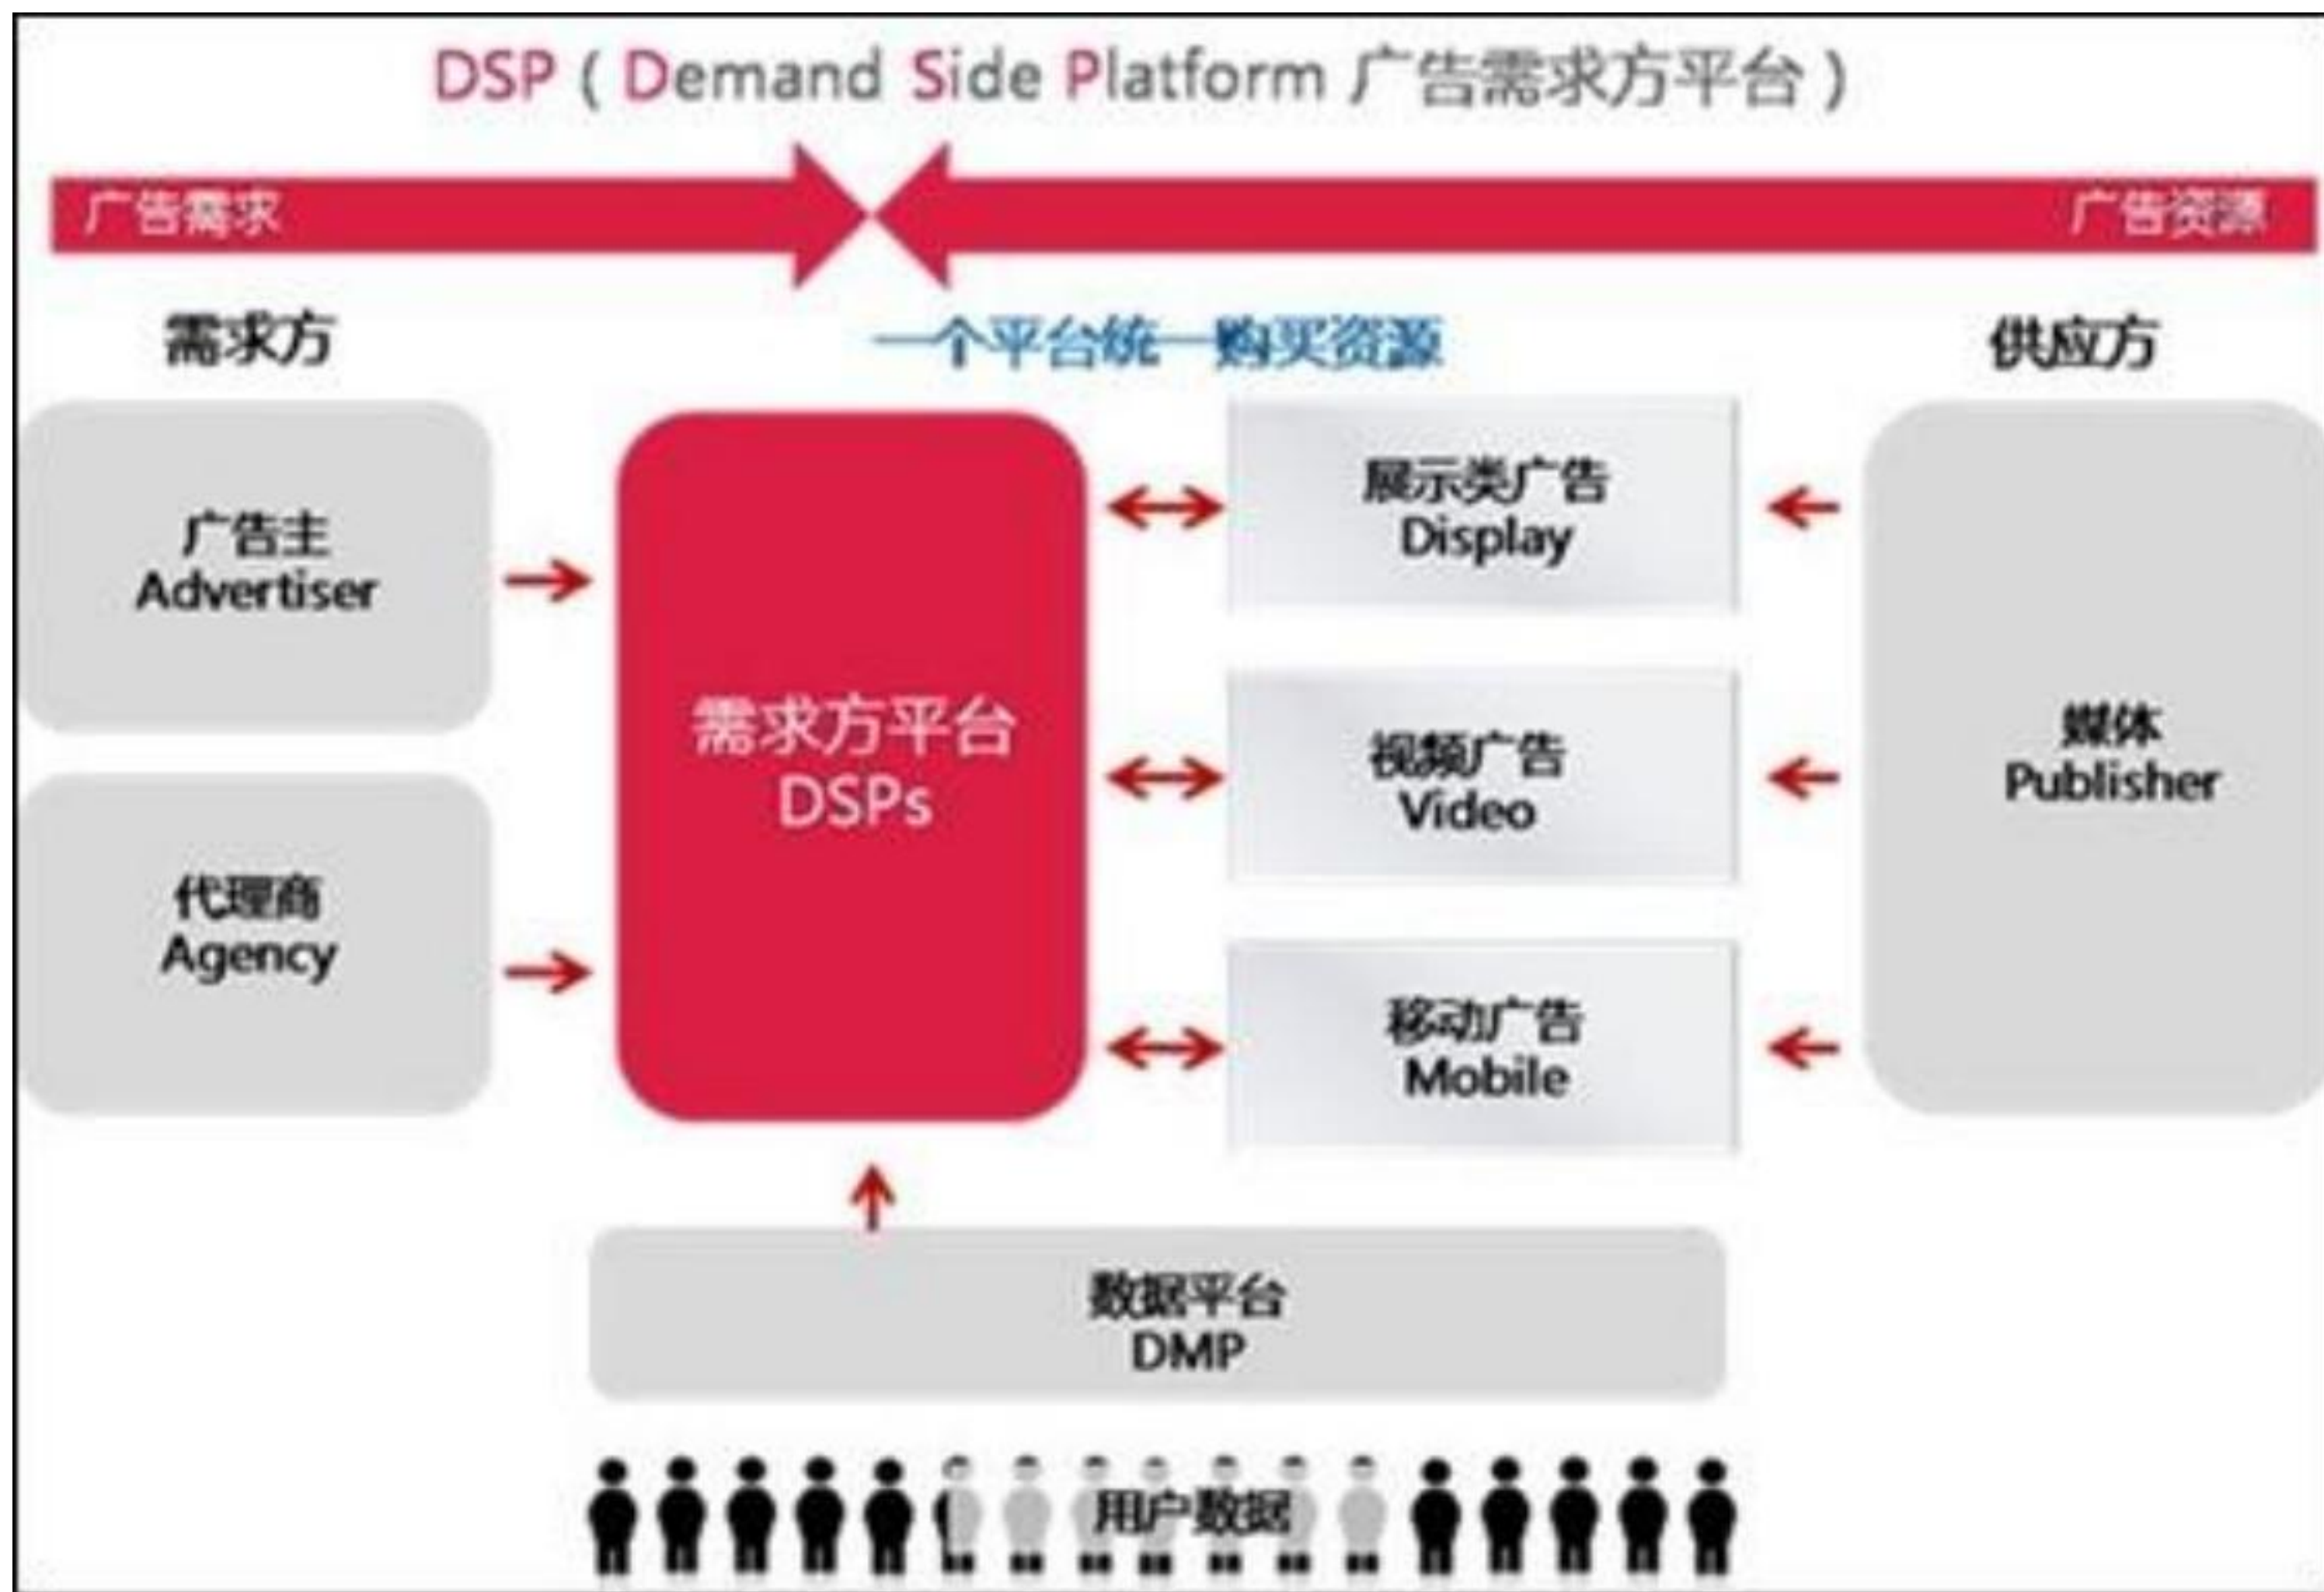 DSP ( Demand Side Platform 广告需求方平台 )
广告需求
广告资源
需求方
一个平台统一购买资源
供应方
广告主
Advertiser
代理商
Agency
需求方平台
DSPs
展示类广告
Display
视频广告
Video
移动广告
Mobile
媒体
Publisher
数据平台
DMP
用户数据